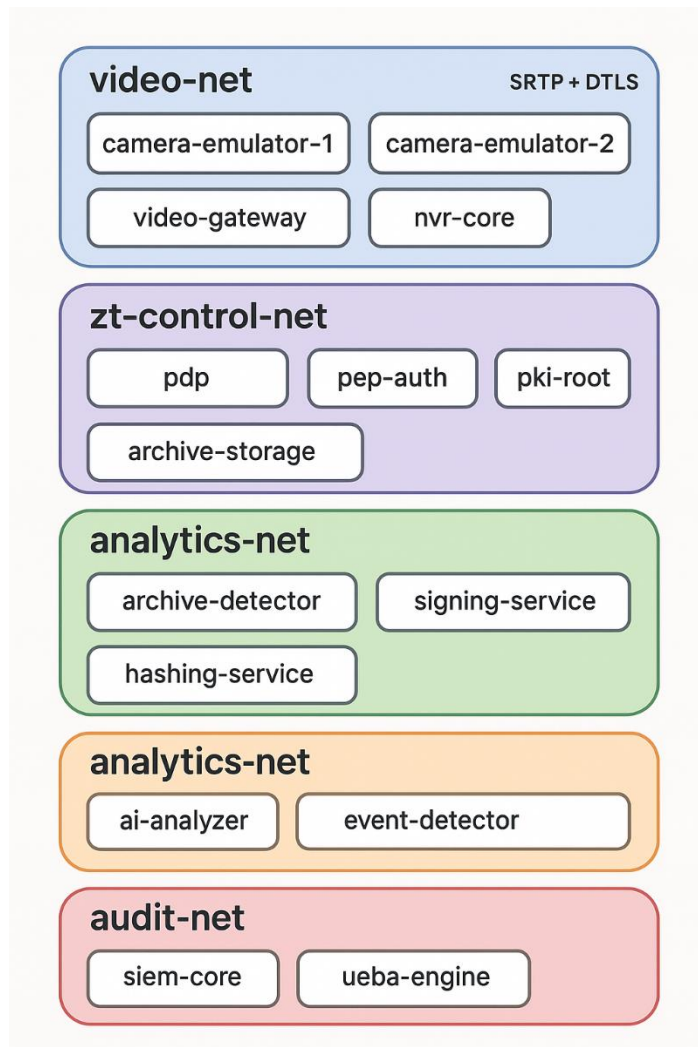 video-net SRTP + DTLS
camera-emulator-1 camera-emulator-2
video-gateway nvr-core
zt-control-net
pdp pep-auth pki-root
archive-storage
analytics-net
archive-detector signing-service
hashing-service
analytics-net
ai-analyzer event-detector
audit-net
siem-core ueba-engine